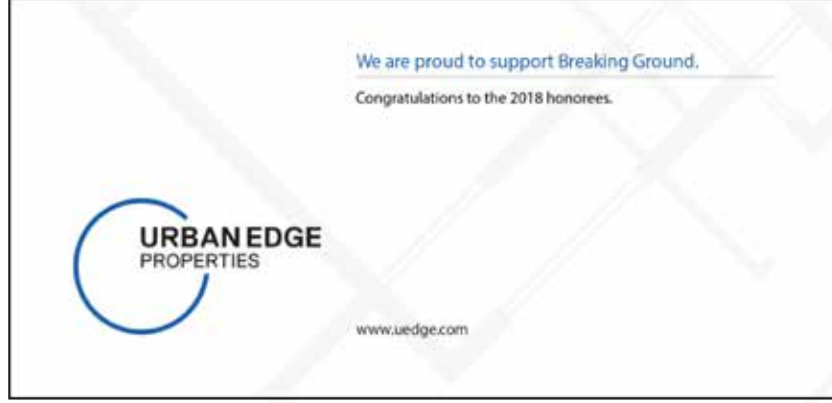 We are proud to support Breaking Ground.
Congratulations to the 2018 honorees.
URBAN EDGE
PROPERTIES
www.uedge.com